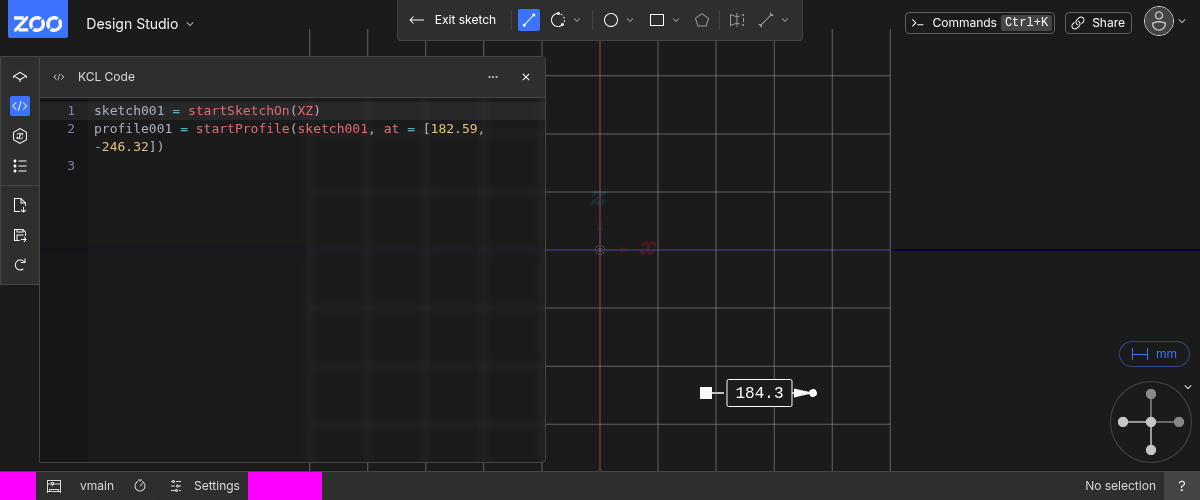 ZOO
Design Studio
Exit sketch
Commands Ctrl+K
Share
KCL Code
1 sketch001 = startSketchOn(XZ)
2 profile001 = startProfile(sketch001, at = [182.59,
-246.32])
3
z
x
184.3
mm
vmain
Settings
No selection
?